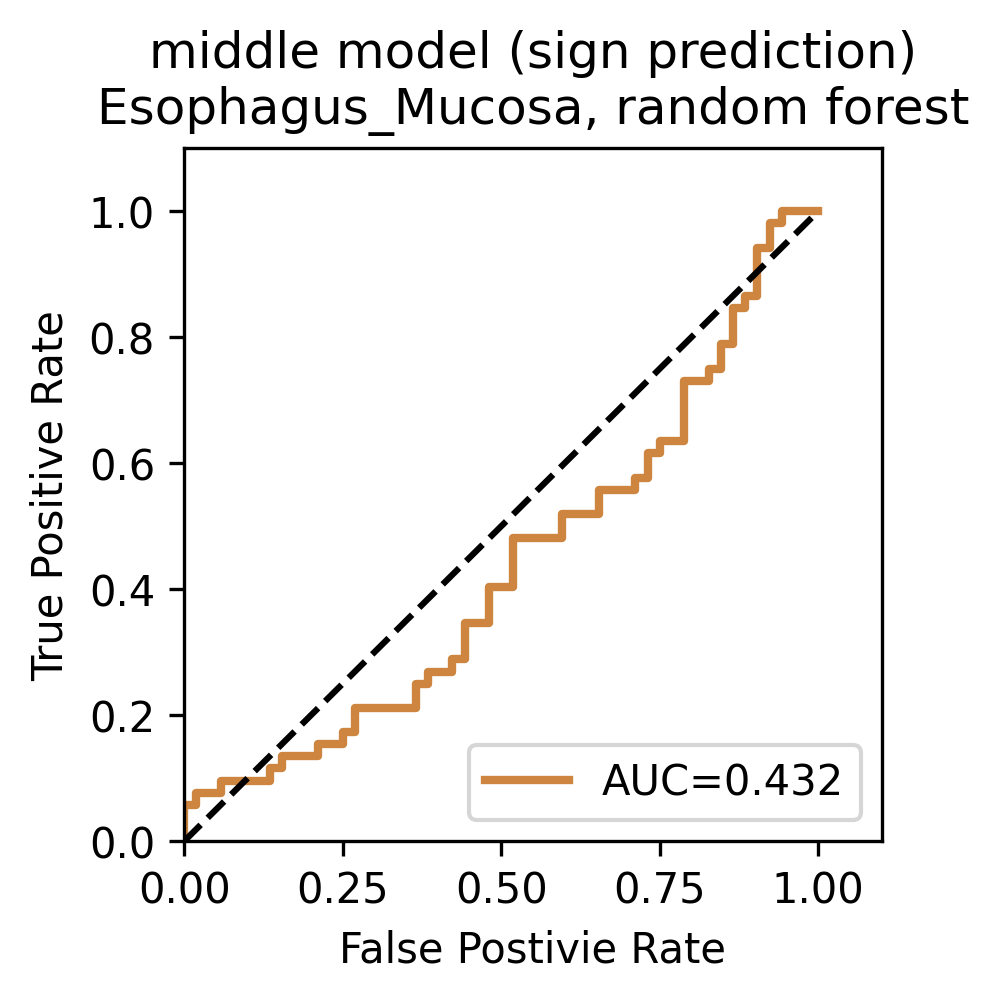 middle model (sign prediction)
Esophagus_Mucosa, random forest
1.0
0.8
0.6
0.4
0.2
0.0
True Positive Rate
AUC=0.432
0.00 0.25 0.50 0.75 1.00
False Postivie Rate